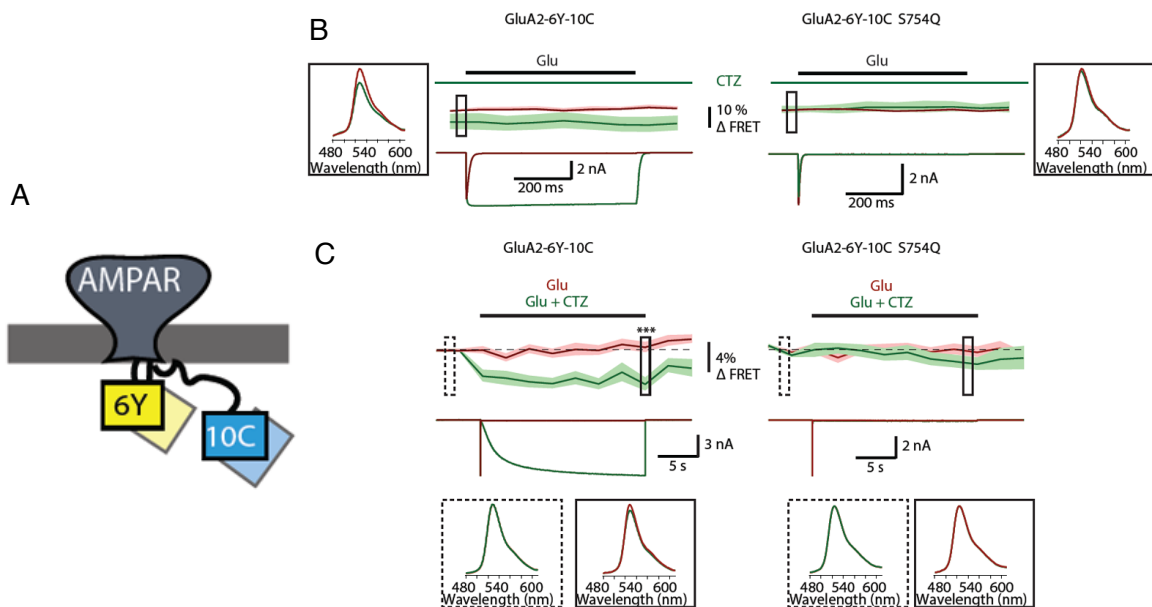 B
GluA2-6Y-10C
GluA2-6Y-10C S754Q
Glu
CTZ
Glu
10 %
Δ FRET
480 540 600
Wavelength (nm)
2 nA
200 ms
2 nA
200 ms
480 540 600
Wavelength (nm)
A
AMPAR
6Y
10C
C
GluA2-6Y-10C
GluA2-6Y-10C S754Q
Glu
Glu + CTZ
Glu
Glu + CTZ
***
4%
Δ FRET
3 nA
5 s
2 nA
5 s
480 540 600
Wavelength (nm)
480 540 600
Wavelength (nm)
480 540 600
Wavelength (nm)
480 540 600
Wavelength (nm)